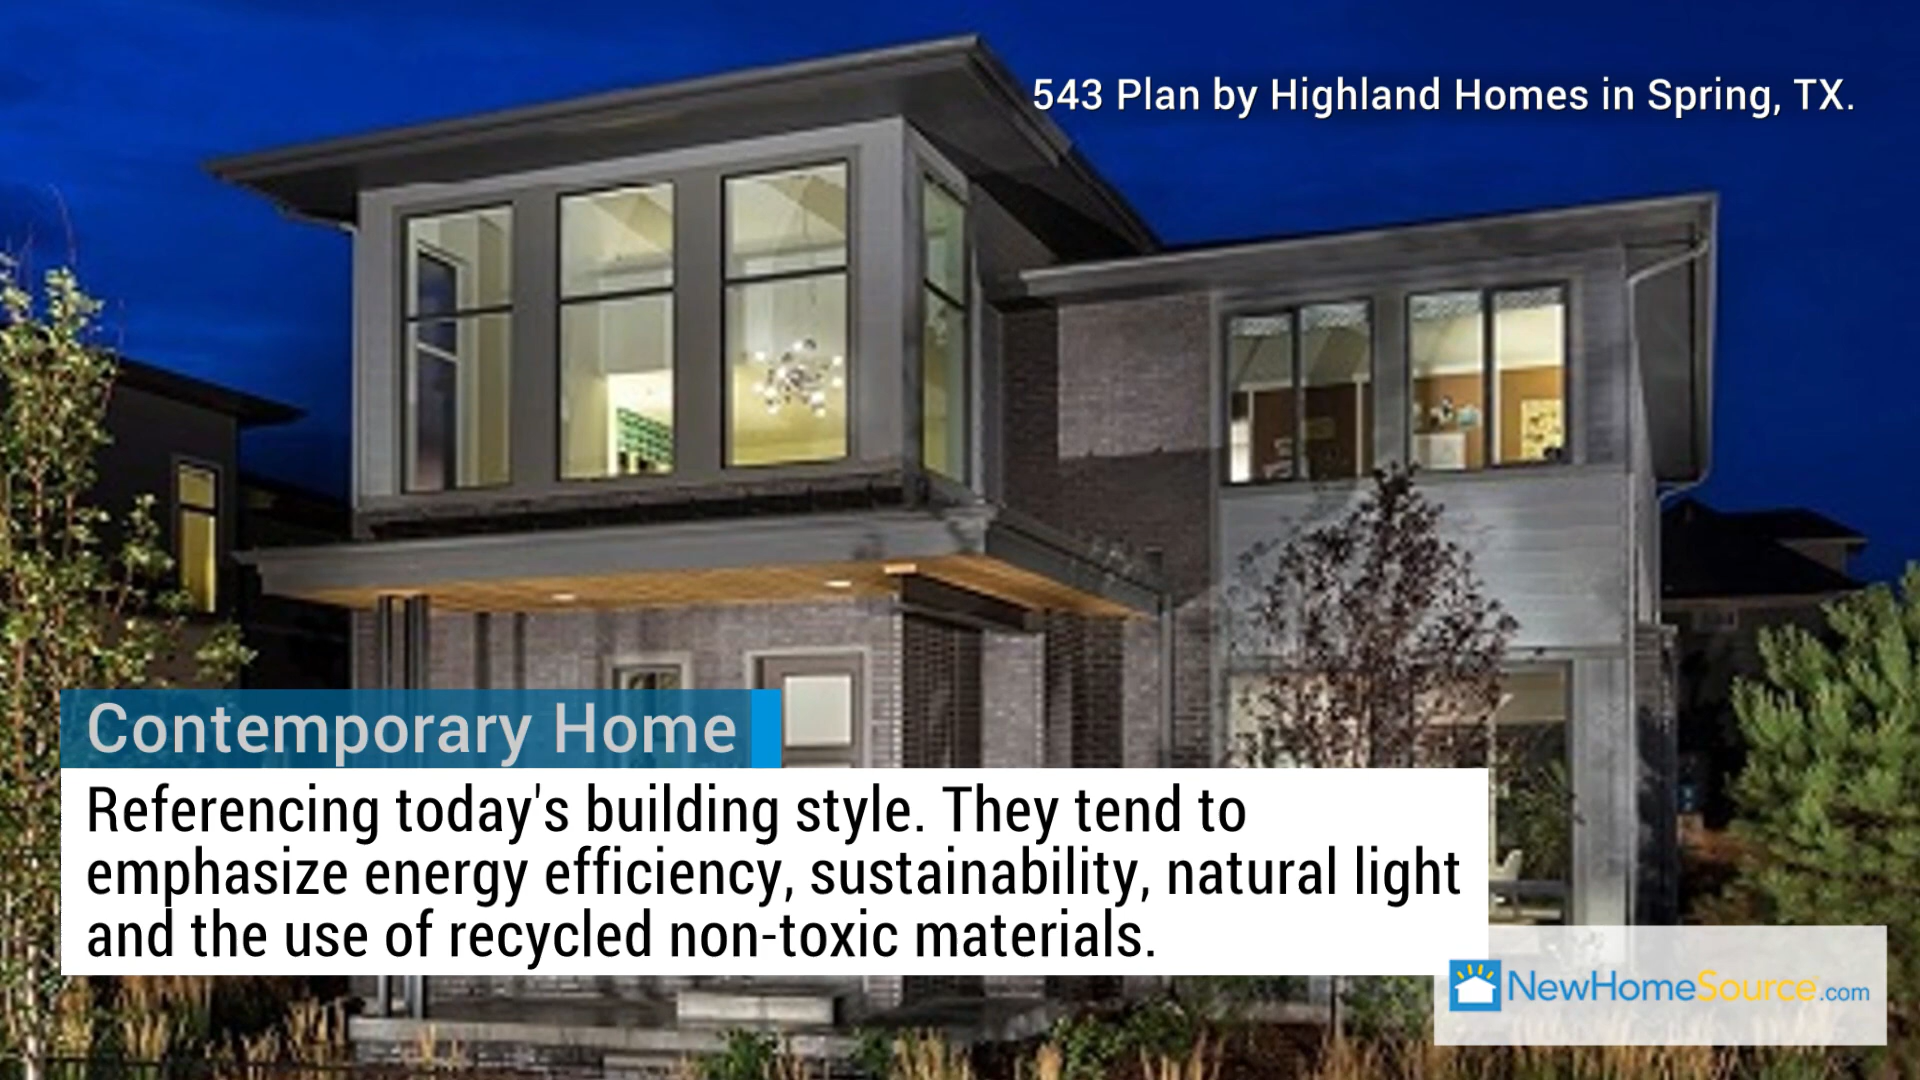 543 Plan by Highland Homes in Spring, TX.
Contemporary Home
Referencing today's building style. They tend to
emphasize energy efficiency, sustainability, natural light
and the use of recycled non-toxic materials.
NewHomeSource.com